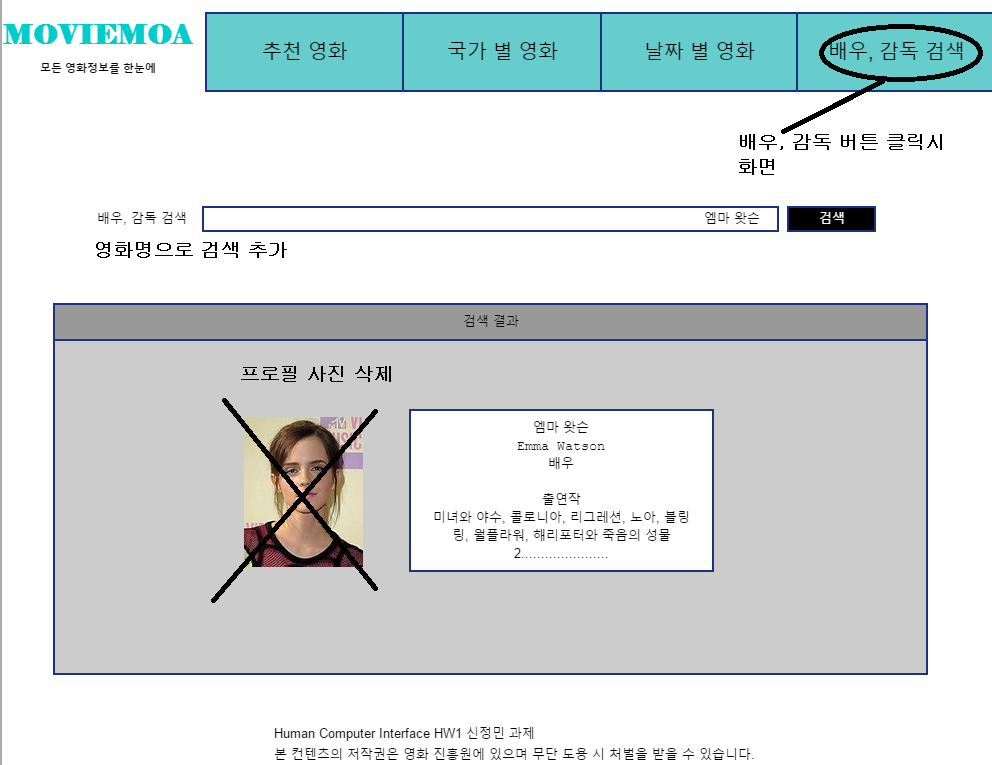 MOVIEMOA
모든 영화정보를 한눈에
추천 영화
국가 별 영화
날짜 별 영화
배우, 감독 검색
배우, 감독 버튼 클릭시
화면
배우, 감독 검색
엠마 왓슨
검색
영화명으로 검색 추가
검색 결과
프로필 사진 삭제
엠마 왓슨
Emma Watson
배우
출연작
미녀와 야수, 콜로니아, 리그레션, 노아, 블링
링, 월플라워, 해리포터와 죽음의 성물
2.....................
Human Computer Interface HW1 신정민 과제
본 컨텐츠의 저작권은 영화 진흥원에 있으며 무단 도용 시 처벌을 받을 수 있습니다.